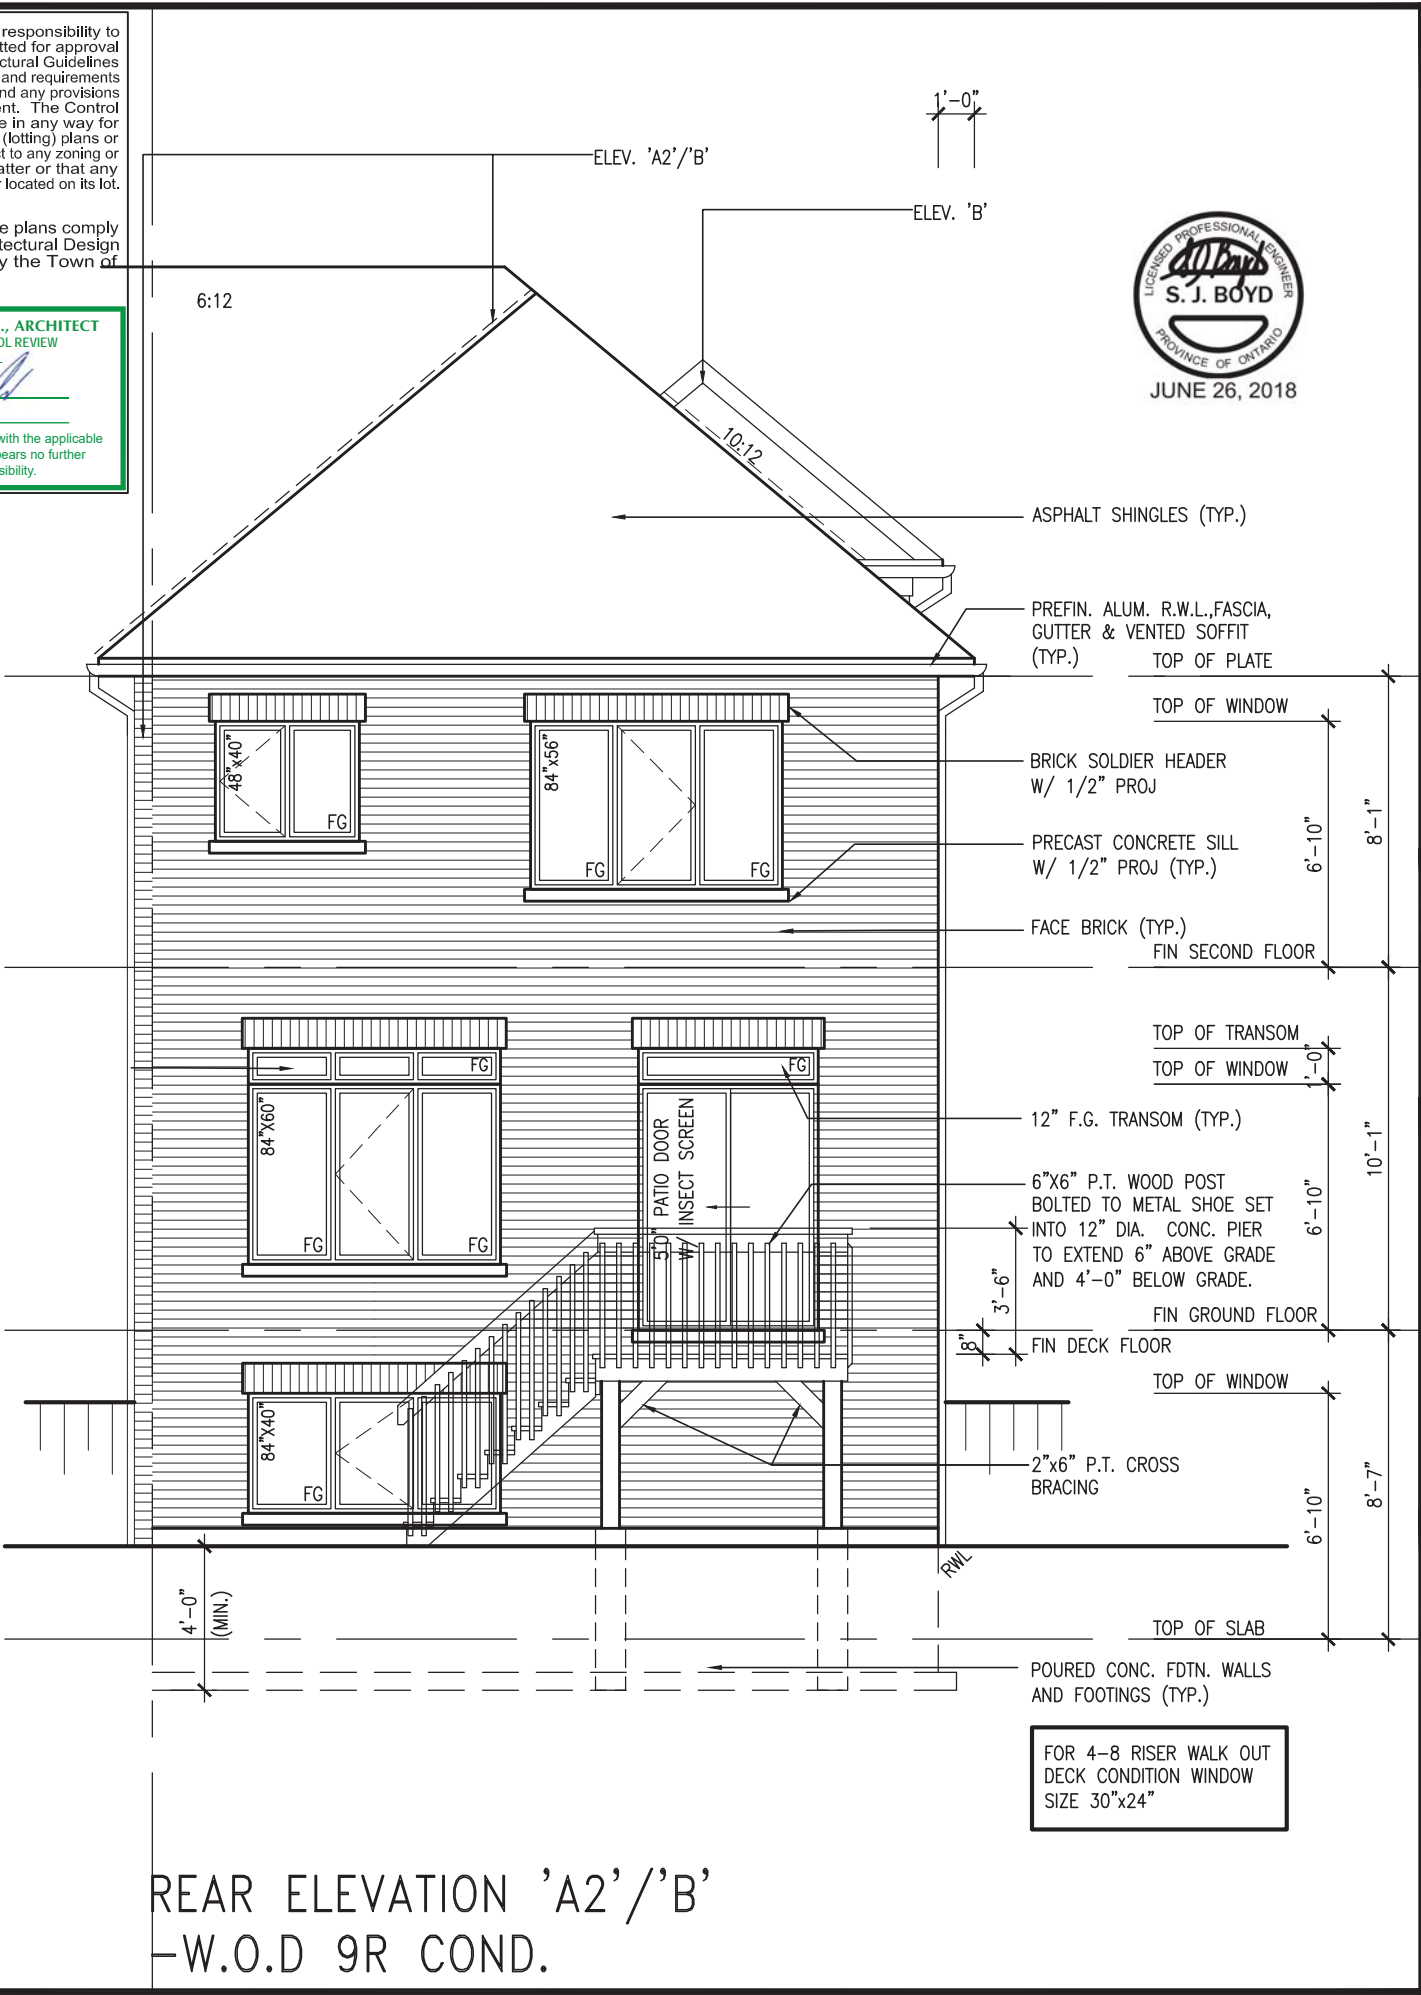 responsibility to
tted for approval
ctural Guidelines
and requirements
nd any provisions
ent. The Control
e in any way for
(lotting) plans or
ct to any zoning or
atter or that any
r located on its lot.
e plans comply
tectural Design
y the Town of
., ARCHITECT
OL REVIEW
with the applicable
bears no further
sibility.
1'-0"
ELEV. 'A2'/'B'
ELEV. 'B'
LICENSED PROFESSIONAL ENGINEER
S. J. BOYD
PROVINCE OF ONTARIO
JUNE 26, 2018
6:12
10:12
ASPHALT SHINGLES (TYP.)
PREFIN. ALUM. R.W.L.,FASCIA,
GUTTER & VENTED SOFFIT
(TYP.)
TOP OF PLATE
TOP OF WINDOW
48"x40"
FG
84"x56"
FG
FG
BRICK SOLDIER HEADER
W/ 1/2" PROJ
PRECAST CONCRETE SILL
W/ 1/2" PROJ (TYP.)
6'-10"
8'-1"
FACE BRICK (TYP.)
FIN SECOND FLOOR
TOP OF TRANSOM
TOP OF WINDOW
1'-0"
FG
FG
84"X60"
FG
FG
5'0" PATIO DOOR
W/ INSECT SCREEN
12" F.G. TRANSOM (TYP.)
6"X6" P.T. WOOD POST
BOLTED TO METAL SHOE SET
INTO 12" DIA. CONC. PIER
TO EXTEND 6" ABOVE GRADE
AND 4'-0" BELOW GRADE.
6'-10"
10'-1"
3'-6"
8"
FIN GROUND FLOOR
FIN DECK FLOOR
TOP OF WINDOW
84"X40"
FG
2"x6" P.T. CROSS
BRACING
6'-10"
8'-7"
RWL
4'-0"
(MIN.)
TOP OF SLAB
POURED CONC. FDTN. WALLS
AND FOOTINGS (TYP.)
FOR 4-8 RISER WALK OUT
DECK CONDITION WINDOW
SIZE 30"x24"
REAR ELEVATION 'A2'/'B'
-W.O.D 9R COND.